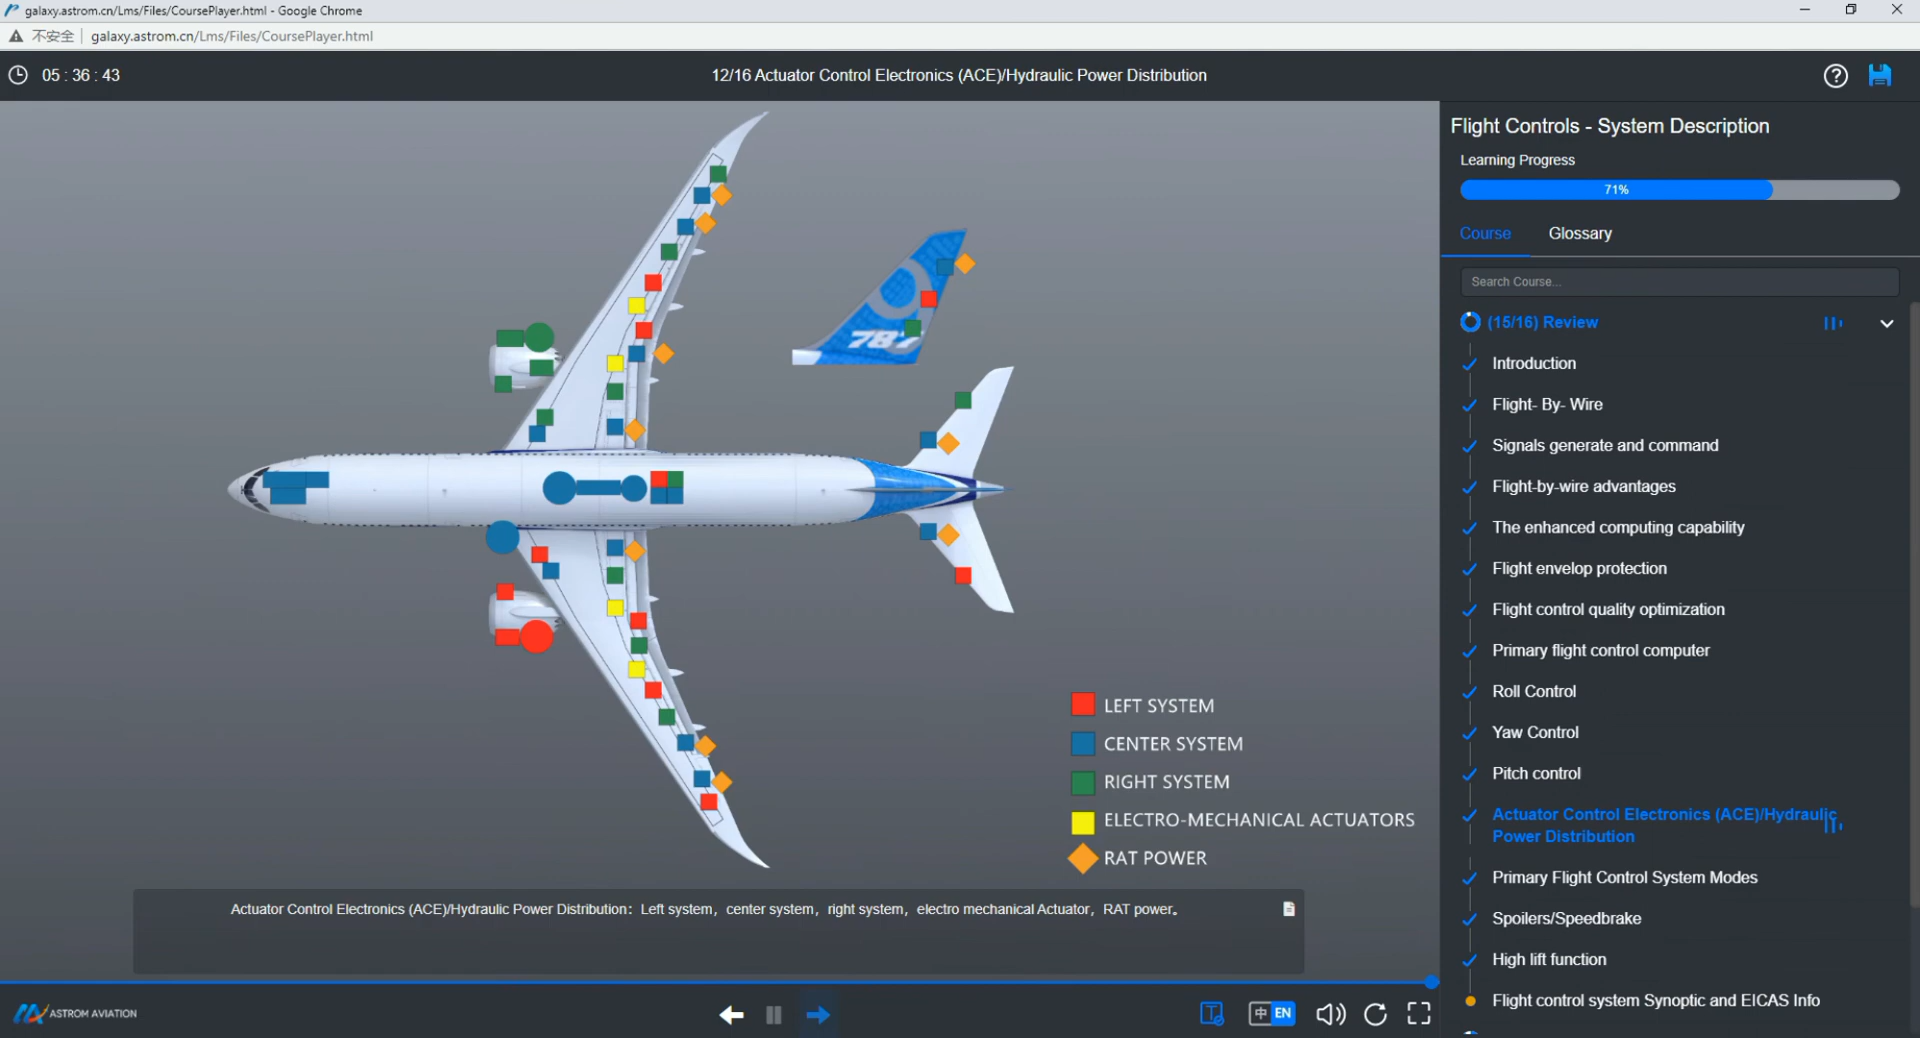 galaxy.astrom.cn/Lms/Files/CoursePlayer.html - Google Chrome
不安全 galaxy.astrom.cn/Lms/Files/CoursePlayer.html
05 : 36 : 43
12/16 Actuator Control Electronics (ACE)/Hydraulic Power Distribution
787
LEFT SYSTEM
CENTER SYSTEM
RIGHT SYSTEM
ELECTRO-MECHANICAL ACTUATORS
RAT POWER
Actuator Control Electronics (ACE)/Hydraulic Power Distribution：Left system，center system，right system，electro mechanical Actuator，RAT power。
ASTROM AVIATION
中 EN
Flight Controls - System Description
Learning Progress
71%
Course Glossary
Search Course...
(15/16) Review
Introduction
Flight- By- Wire
Signals generate and command
Flight-by-wire advantages
The enhanced computing capability
Flight envelop protection
Flight control quality optimization
Primary flight control computer
Roll Control
Yaw Control
Pitch control
Actuator Control Electronics (ACE)/Hydraulic
Power Distribution
Primary Flight Control System Modes
Spoilers/Speedbrake
High lift function
Flight control system Synoptic and EICAS Info